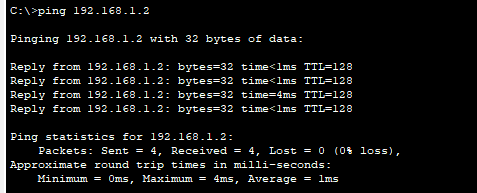 C:\>ping 192.168.1.2
Pinging 192.168.1.2 with 32 bytes of data:
Reply from 192.168.1.2: bytes=32 time<1ms TTL=128
Reply from 192.168.1.2: bytes=32 time<1ms TTL=128
Reply from 192.168.1.2: bytes=32 time=4ms TTL=128
Reply from 192.168.1.2: bytes=32 time<1ms TTL=128
Ping statistics for 192.168.1.2:
Packets: Sent = 4, Received = 4, Lost = 0 (0% loss),
Approximate round trip times in milli-seconds:
Minimum = 0ms, Maximum = 4ms, Average = 1ms